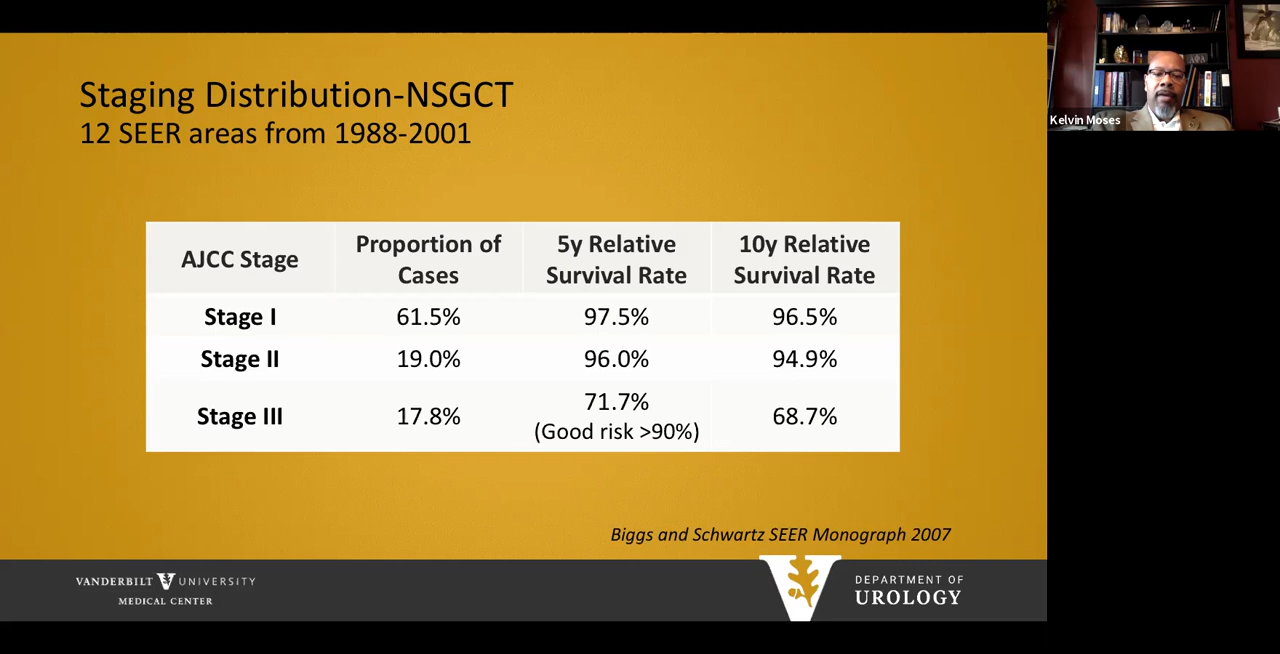 Staging Distribution-NSGCT
12 SEER areas from 1988-2001
AJCC Stage
Proportion of
Cases
5y Relative
Survival Rate
10y Relative
Survival Rate
Stage I
61.5%
97.5%
96.5%
Stage II
19.0%
96.0%
94.9%
Stage III
17.8%
71.7%
(Good risk >90%)
68.7%
Biggs and Schwartz SEER Monograph 2007
VANDERBILT V UNIVERSITY
MEDICAL CENTER
V
DEPARTMENT OF
UROLOGY
Kelvin Moses